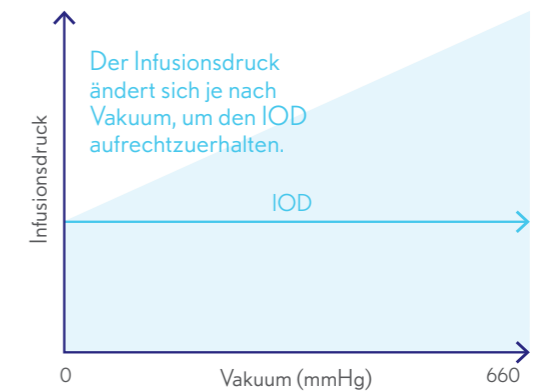 Der Infusionsdruck
ändert sich je nach
Vakuum, um den IOD
aufrechtzuerhalten.
Infusionsdruck
IOD
0
Vakuum (mmHg)
660